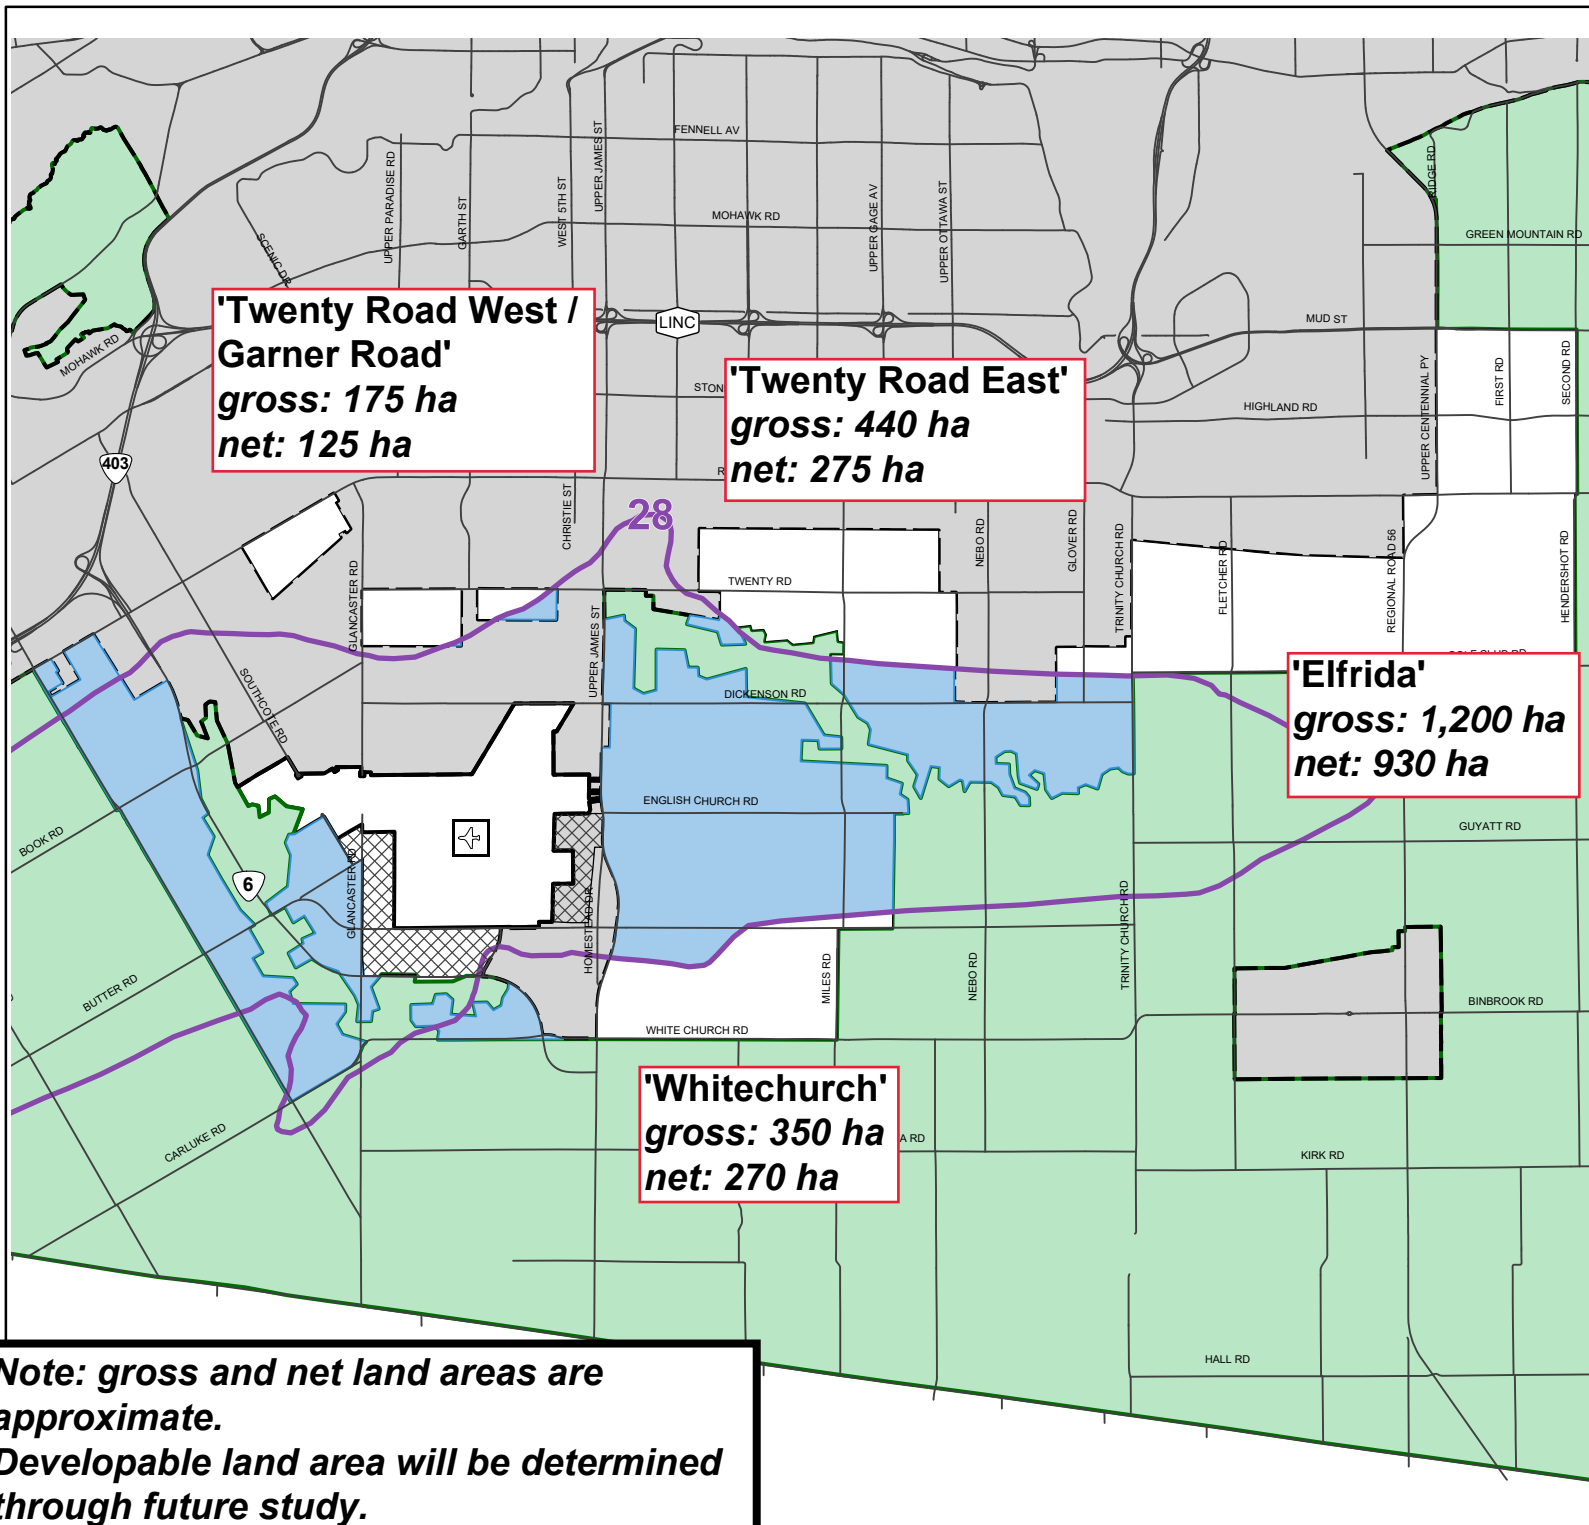 FENNELL AV
UPPER PARADISE RD
GARTH ST
WEST 5TH ST
UPPER JAMES ST
MOHAWK RD
UPPER GAGE AV
UPPER OTTAWA ST
SCENIC DR
RIDGE RD
GREEN MOUNTAIN RD
MOHAWK RD
LINC
MUD ST
'Twenty Road West /
Garner Road'
gross: 175 ha
net: 125 ha
'Twenty Road East'
gross: 440 ha
net: 275 ha
STON
R
HIGHLAND RD
UPPER CENTENNIAL PY
FIRST RD
SECOND RD
403
CHRISTIE ST
28
NEBO RD
GLOVER RD
TRINITY CHURCH RD
FLETCHER RD
REGIONAL ROAD 56
HENDERSHOT RD
TWENTY RD
GLANCASTER RD
UPPER JAMES ST
SOUTHCOTE RD
DICKENSON RD
'Elfrida'
gross: 1,200 ha
net: 930 ha
ENGLISH CHURCH RD
GUYATT RD
BOOK RD
6
GLANCASTER RD
HOMESTEAD DR
MILES RD
NEBO RD
TRINITY CHURCH RD
BUTTER RD
BINBROOK RD
WHITE CHURCH RD
'Whitechurch'
gross: 350 ha
net: 270 ha
A RD
CARLUKE RD
KIRK RD
HALL RD
Note: gross and net land areas are
approximate.
Developable land area will be determined
through future study.